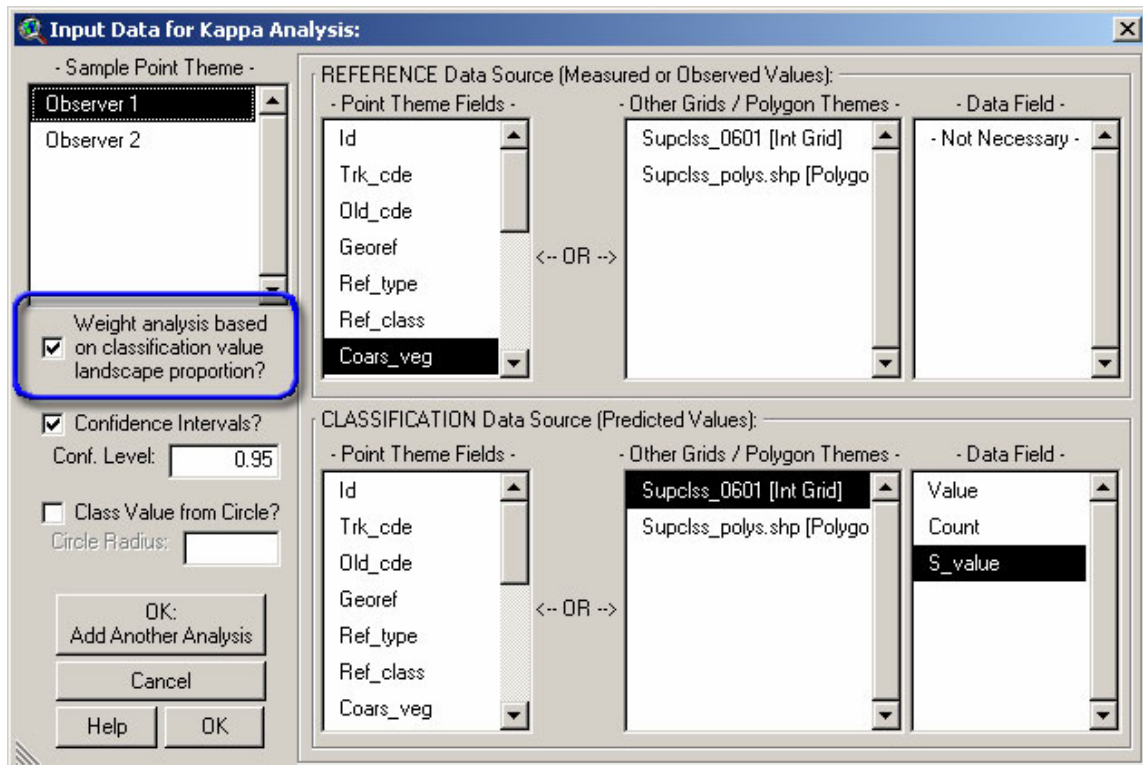 Input Data for Kappa Analysis:
- Sample Point Theme -
Observer 1
Observer 2
Weight analysis based
on classification value
landscape proportion?
Confidence Intervals?
Conf. Level: 0.95
Class Value from Circle?
Circle Radius:
OK:
Add Another Analysis
Cancel
Help
OK
REFERENCE Data Source (Measured or Observed Values):
- Point Theme Fields -
Id
Trk_cde
Old_cde
Georef
Ref_type
Ref_class
Coars_veg
<-- OR -->
- Other Grids / Polygon Themes -
Supclss_0601 [Int Grid]
Supclss_polys.shp [Polygo
- Data Field -
- Not Necessary -
CLASSIFICATION Data Source (Predicted Values):
- Point Theme Fields -
Id
Trk_cde
Old_cde
Georef
Ref_type
Ref_class
Coars_veg
<-- OR -->
- Other Grids / Polygon Themes -
Supclss_0601 [Int Grid]
Supclss_polys.shp [Polygo
- Data Field -
Value
Count
S_value